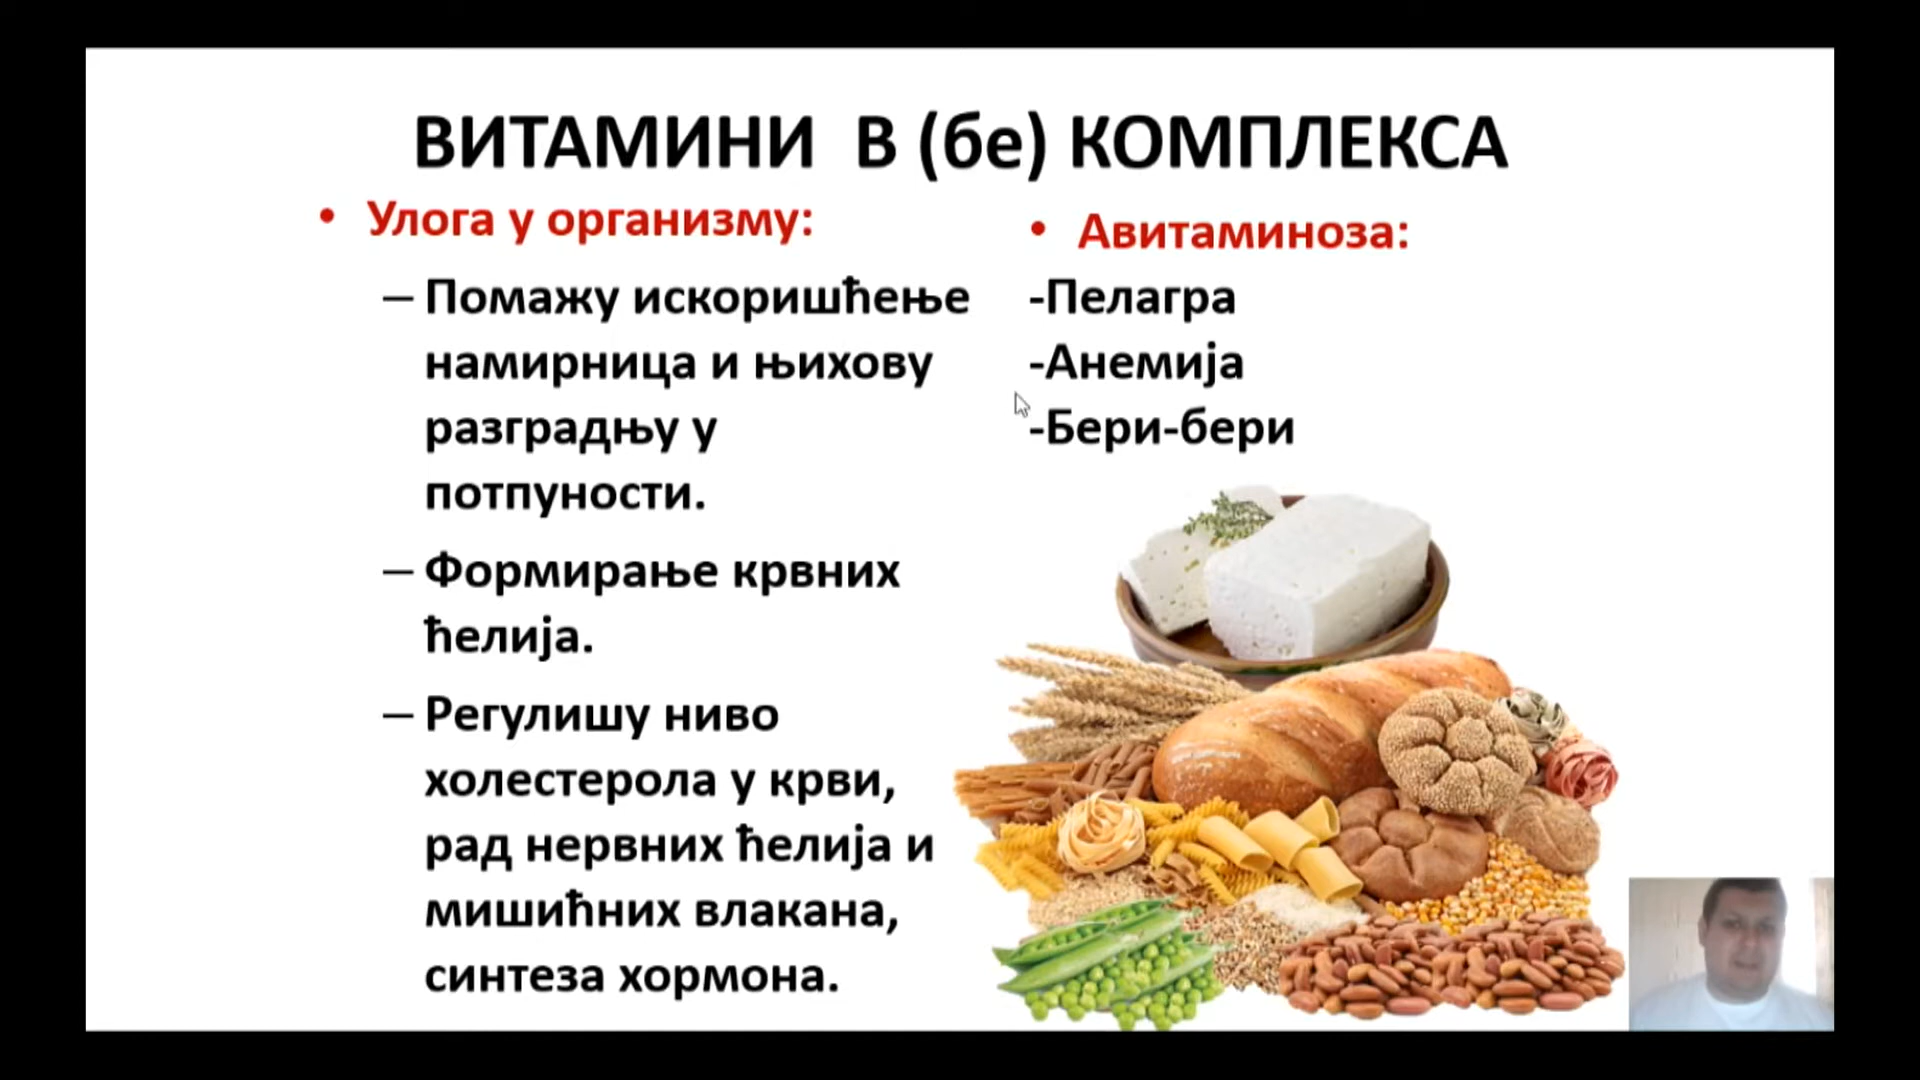 ВИТАМИНИ  В (бе) КОМПЛЕКСА
• Улога у организму:
– Помажу искоришћење
намирница и њихову
разградњу у
потпуности.
– Формирање крвних
ћелија.
– Регулишу ниво
холестерола у крви,
рад нервних ћелија и
мишићних влакана,
синтеза хормона.
• Авитаминоза:
-Пелагра
-Анемија
-Бери-бери